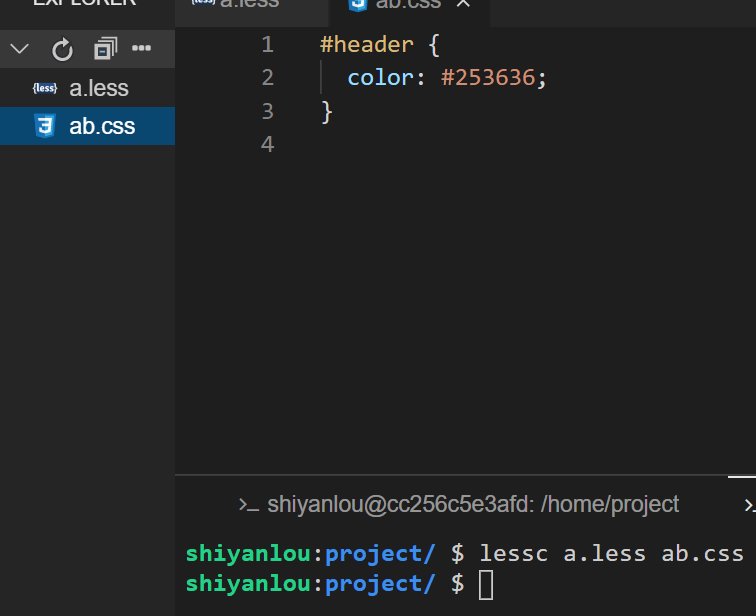 EXPLORER
a.less
ab.css
{less} a.less
ab.css
1 #header {
2 color: #253636;
3 }
4
shiyanlou@cc256c5e3afd: /home/project
shiyanlou:project/ $ lessc a.less ab.css
shiyanlou:project/ $